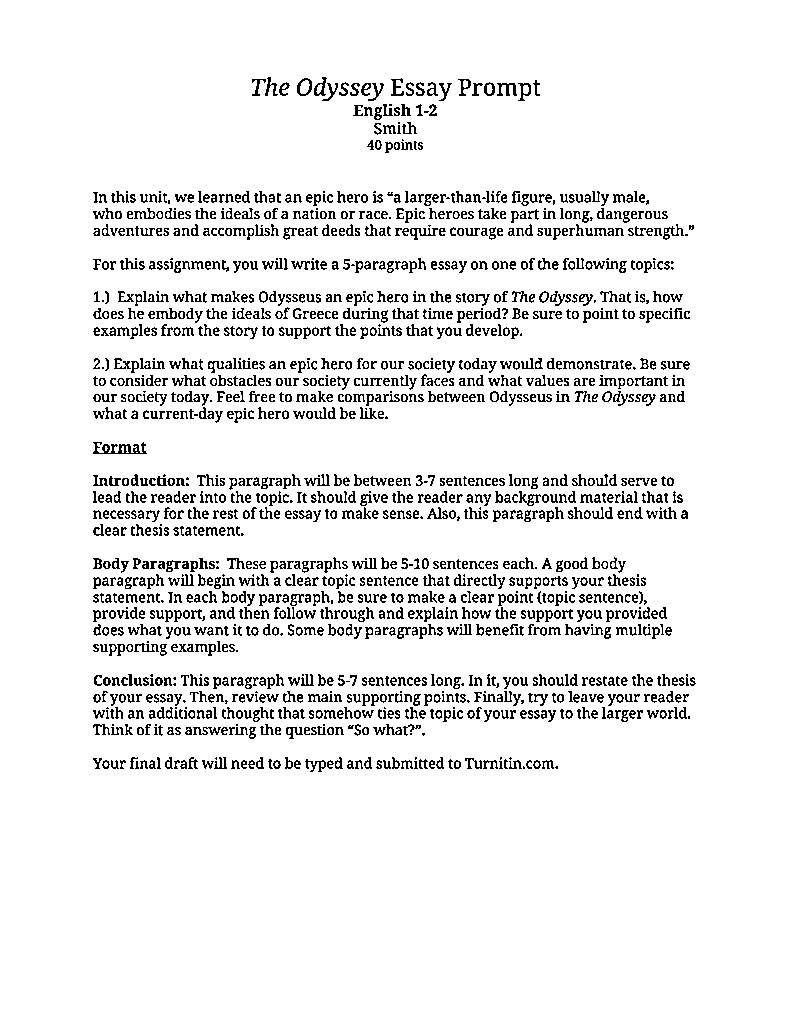 The Odyssey Essay Prompt
English 1-2
Smith
40 points
In this unit, we learned that an epic hero is “a larger-than-life figure, usually male,
who embodies the ideals of a nation or race. Epic heroes take part in long, dangerous
adventures and accomplish great deeds that require courage and superhuman strength.”
For this assignment, you will write a 5-paragraph essay on one of the following topics:
1.) Explain what makes Odysseus an epic hero in the story of The Odyssey. That is, how
does he embody the ideals of Greece during that time period? Be sure to point to specific
examples from the story to support the points that you develop.
2.) Explain what qualities an epic hero for our society today would demonstrate. Be sure
to consider what obstacles our society currently faces and what values are important in
our society today. Feel free to make comparisons between Odysseus in The Odyssey and
what a current-day epic hero would be like.
Format
Introduction: This paragraph will be between 3-7 sentences long and should serve to
lead the reader into the topic. It should give the reader any background material that is
necessary for the rest of the essay to make sense. Also, this paragraph should end with a
clear thesis statement.
Body Paragraphs: These paragraphs will be 5-10 sentences each. A good body
paragraph will begin with a clear topic sentence that directly supports your thesis
statement. In each body paragraph, be sure to make a clear point (topic sentence),
provide support, and then follow through and explain how the support you provided
does what you want it to do. Some body paragraphs will benefit from having multiple
supporting examples.
Conclusion: This paragraph will be 5-7 sentences long. In it, you should restate the thesis
of your essay. Then, review the main supporting points. Finally, try to leave your reader
with an additional thought that somehow ties the topic of your essay to the larger world.
Think of it as answering the question “So what?”.
Your final draft will need to be typed and submitted to Turnitin.com.